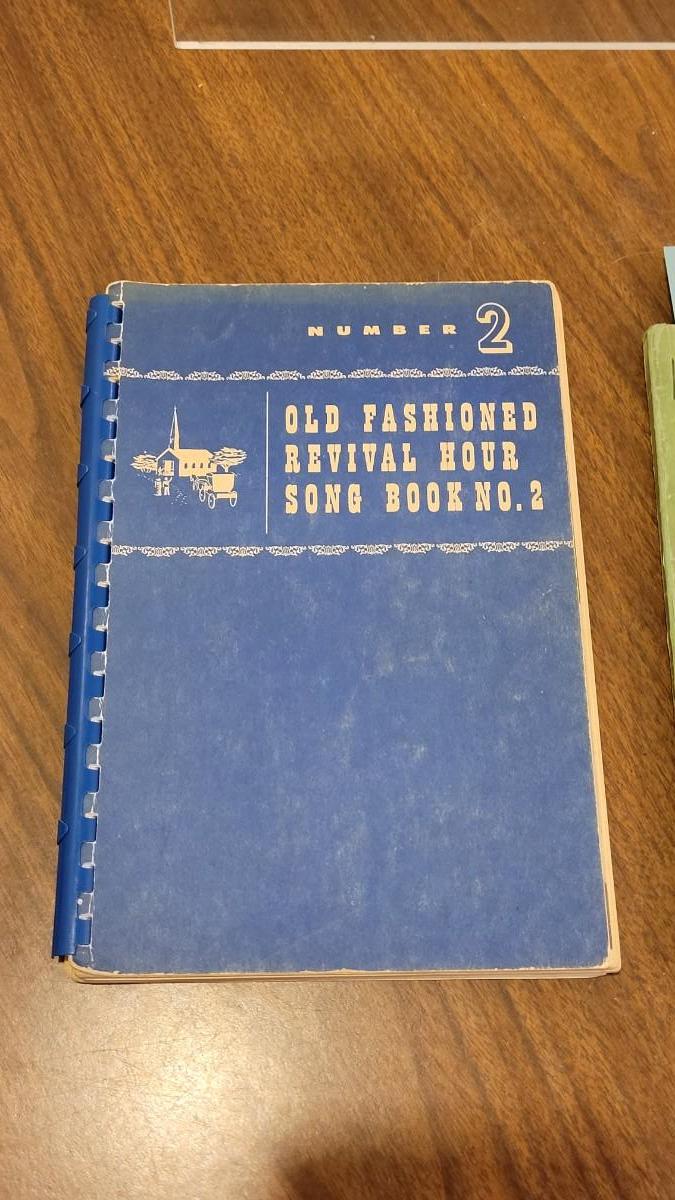 NUMBER 2
OLD FASHIONED
REVIVAL HOUR
SONG BOOK NO. 2